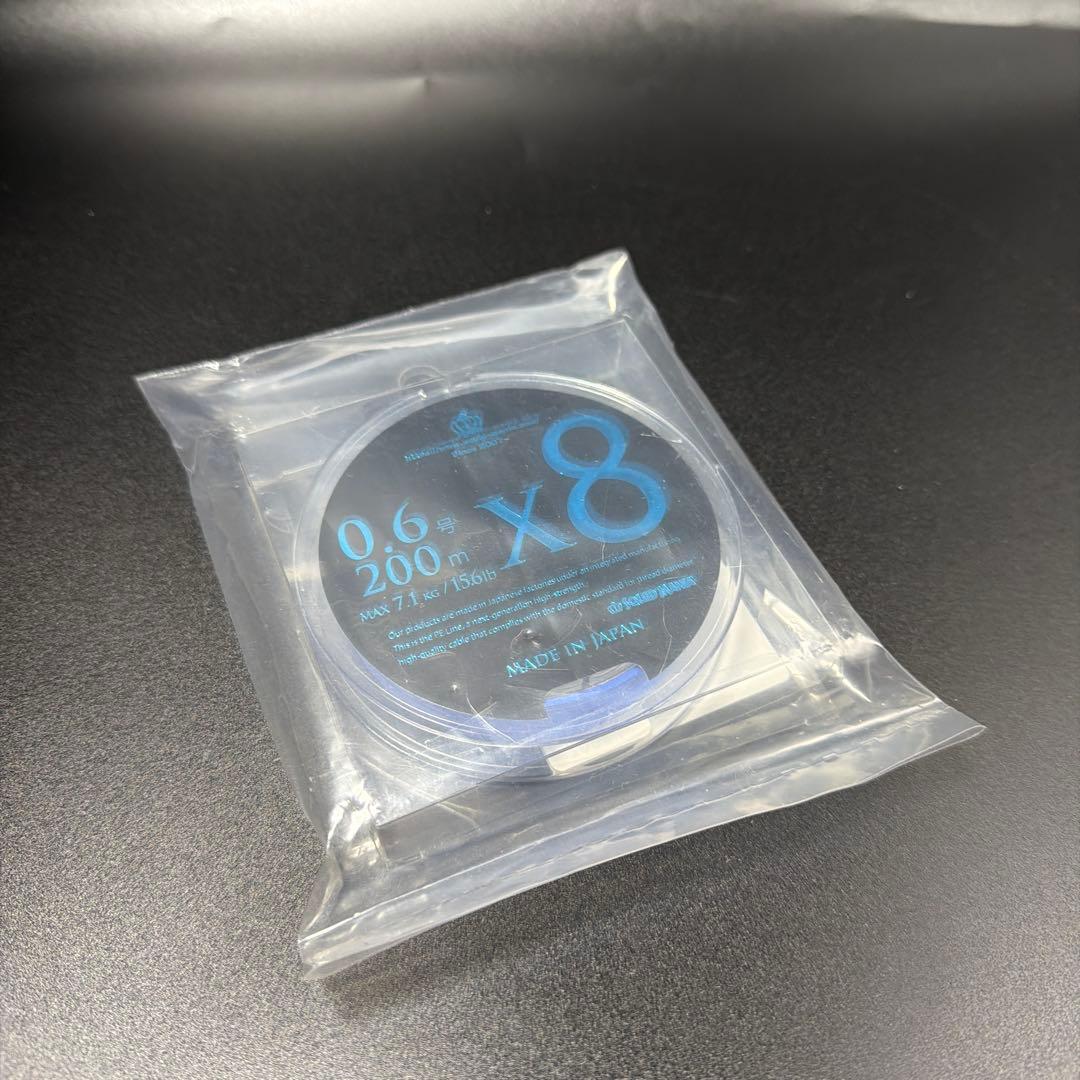 x8
0.6号
200m
MAX 7.1 KG / 15.6lb
Our products are made in Japanese factories under an integrated manufacturing
This is the PE Line, a next-generation high-strength,
high-quality cable that complies with the domestic standard for thread diameter
MADE IN JAPAN